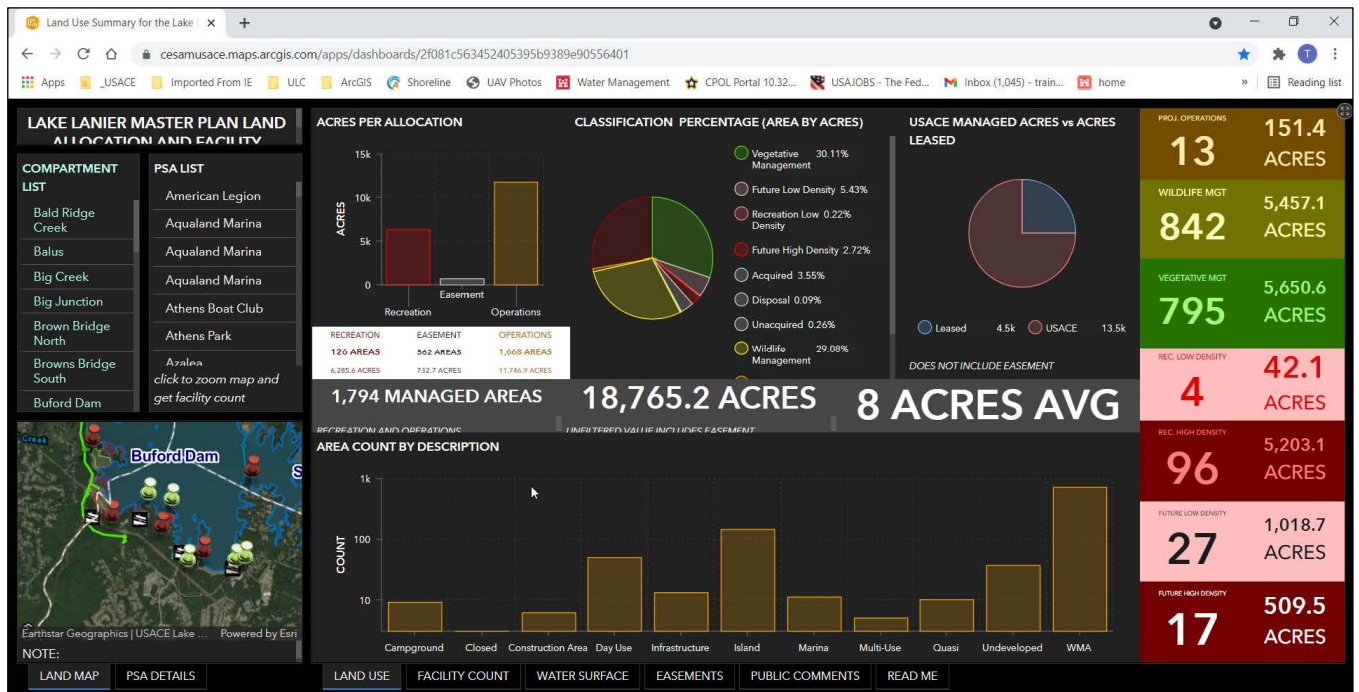 Land Use Summary for the Lake
cesamusace.maps.arcgis.com/apps/dashboards/2f081c563452405395b9389e90556401
T
Apps _USACE Imported From IE ULC ArcGIS Shoreline UAV Photos Water Management CPOL Portal 10.32... USAJOBS - The Fed... Inbox (1,045) - train... home » Reading list
LAKE LANIER MASTER PLAN LAND
ALLOCATION AND FACILITY
COMPARTMENT
LIST
Bald Ridge
Creek
Balus
Big Creek
Big Junction
Brown Bridge
North
Browns Bridge
South
Buford Dam
PSA LIST
American Legion
Aqualand Marina
Aqualand Marina
Aqualand Marina
Athens Boat Club
Athens Park
Azalea
click to zoom map and
get facility count
Creek
Buford Dam
S
Earthstar Geographics | USACE Lake ... Powered by Esri
NOTE:
LAND MAP PSA DETAILS
ACRES PER ALLOCATION
15k
10k
5k
0
ACRES
Recreation
Easement
Operations
RECREATION EASEMENT OPERATIONS
126 AREAS 562 AREAS 1,668 AREAS
6,285.6 ACRES 732.7 ACRES 11,746.9 ACRES
CLASSIFICATION PERCENTAGE (AREA BY ACRES)
Vegetative 30.11%
Management
Future Low Density 5.43%
Recreation Low 0.22%
Density
Future High Density 2.72%
Acquired 3.55%
Disposal 0.09%
Unacquired 0.26%
Wildlife 29.08%
Management
USACE MANAGED ACRES vs ACRES
LEASED
Leased 4.5k USACE 13.5k
DOES NOT INCLUDE EASEMENT
1,794 MANAGED AREAS
RECREATION AND OPERATIONS
18,765.2 ACRES
UNFILTERED VALUE INCLUDES EASEMENT
8 ACRES AVG
AREA COUNT BY DESCRIPTION
1k
100
10
COUNT
Campground Closed Construction Area Day Use Infrastructure Island Marina Multi-Use Quasi Undeveloped WMA
LAND USE FACILITY COUNT WATER SURFACE EASEMENTS PUBLIC COMMENTS READ ME
PROJ. OPERATIONS
13
151.4
ACRES
WILDLIFE MGT
842
5,457.1
ACRES
VEGETATIVE MGT
795
5,650.6
ACRES
REC. LOW DENSITY
4
42.1
ACRES
REC. HIGH DENSITY
96
5,203.1
ACRES
FUTURE LOW DENSITY
27
1,018.7
ACRES
FUTURE HIGH DENSITY
17
509.5
ACRES